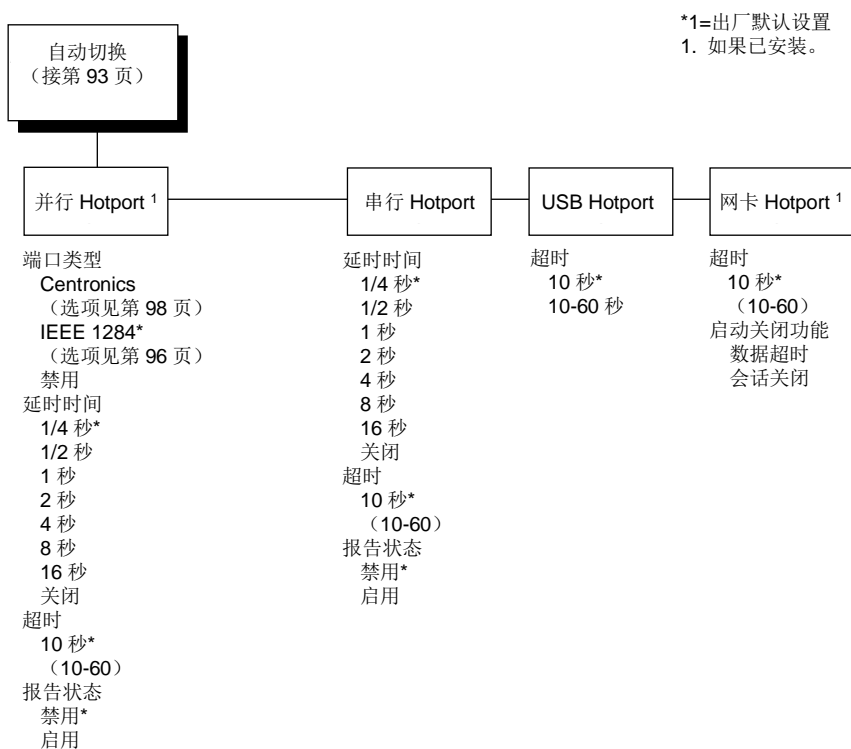 *1=出厂默认设置
1. 如果已安装。
自动切换
（接第 93 页）
并行 Hotport 1
串行 Hotport
USB Hotport
网卡 Hotport 1
端口类型
Centronics
（选项见第 98 页）
IEEE 1284*
（选项见第 96 页）
禁用
延时时间
1/4 秒*
1/2 秒
1 秒
2 秒
4 秒
8 秒
16 秒
关闭
超时
10 秒*
（10-60）
报告状态
禁用*
启用
延时时间
1/4 秒*
1/2 秒
1 秒
2 秒
4 秒
8 秒
16 秒
关闭
超时
10 秒*
（10-60）
报告状态
禁用*
启用
超时
10 秒*
10-60 秒
超时
10 秒*
（10-60）
启动关闭功能
数据超时
会话关闭